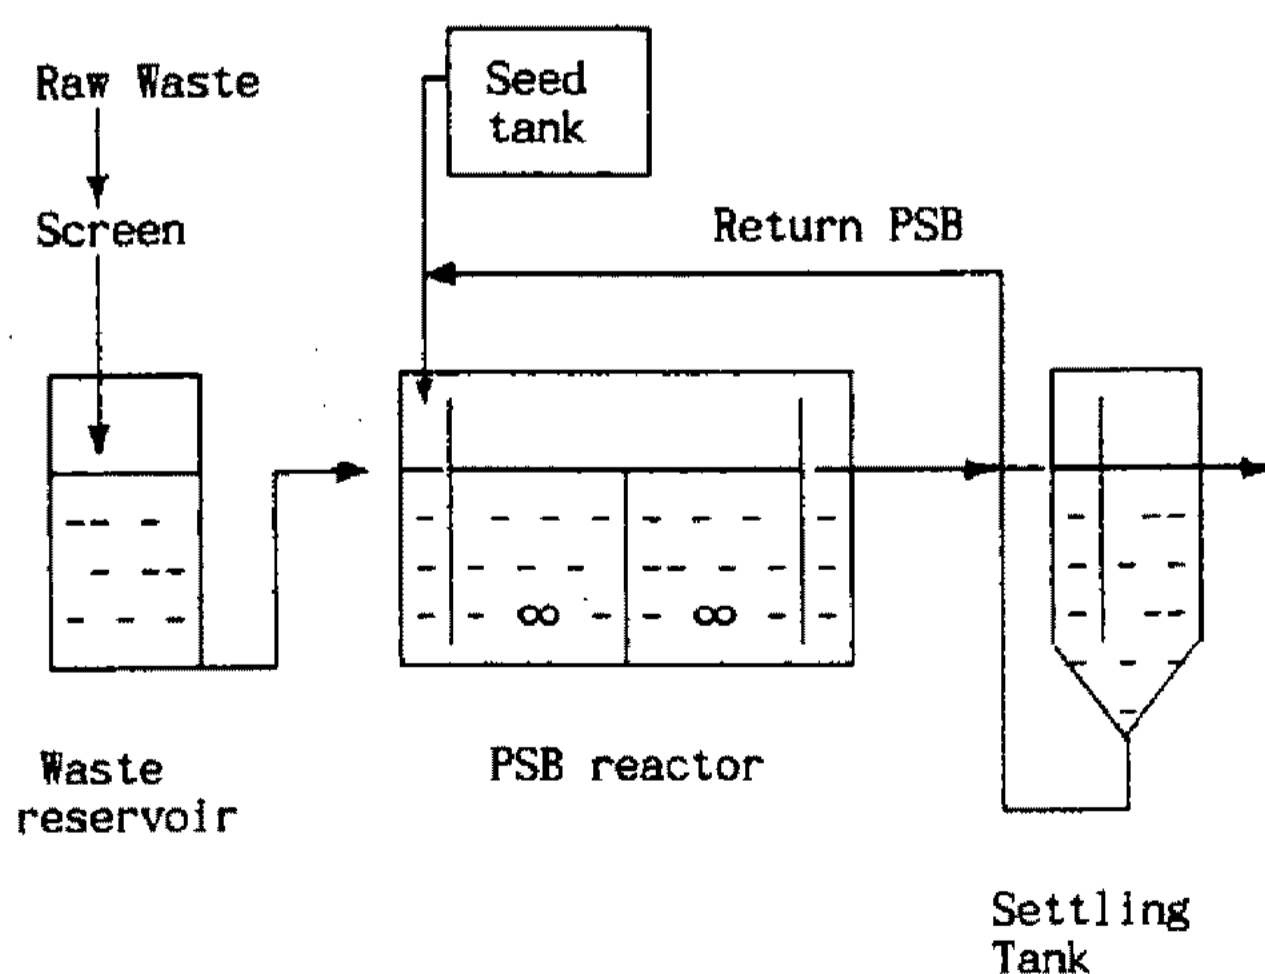 Raw Waste
Seed
tank
Screen
Return PSB
Waste
reservoir
PSB reactor
Settling
Tank